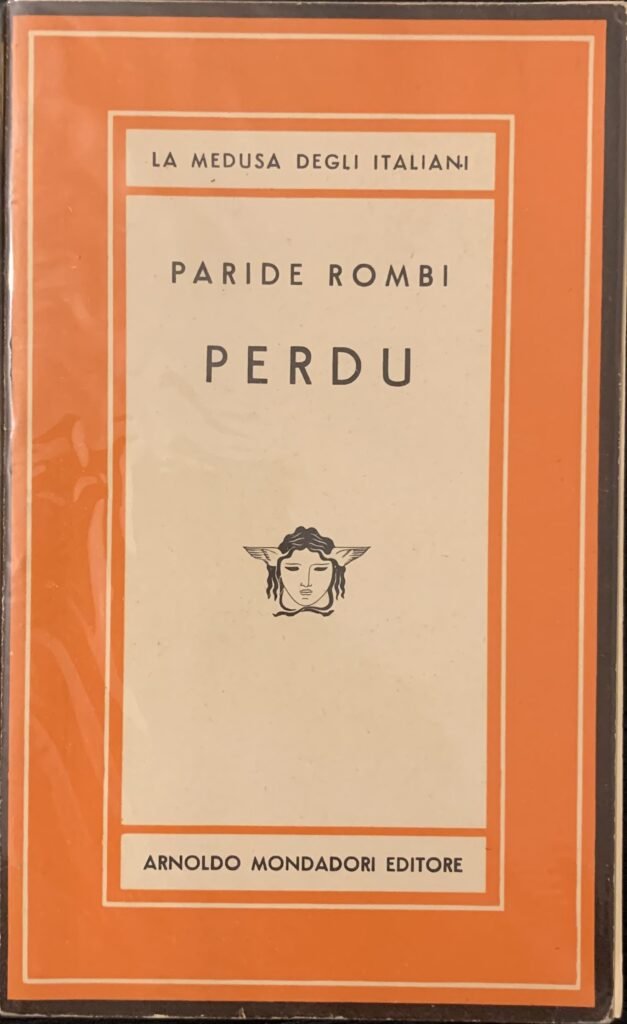 LA MEDUSA DEGLI ITALIANI
PARIDE ROMBI
PERDU
ARNOLDO MONDADORI EDITORE